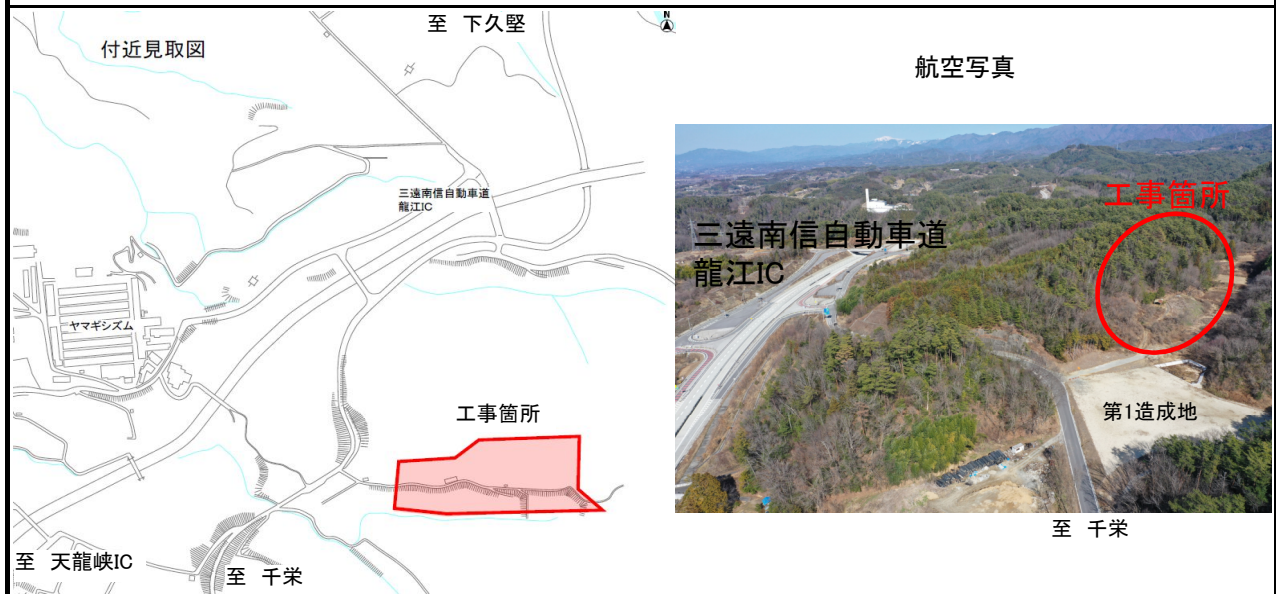 付近見取図
至 下久堅
N
三遠南信自動車道
龍江IC
ヤマギシズム
工事箇所
至 天龍峡IC
至 千栄
航空写真
工事箇所
三遠南信自動車道
龍江IC
第1造成地
至 千栄